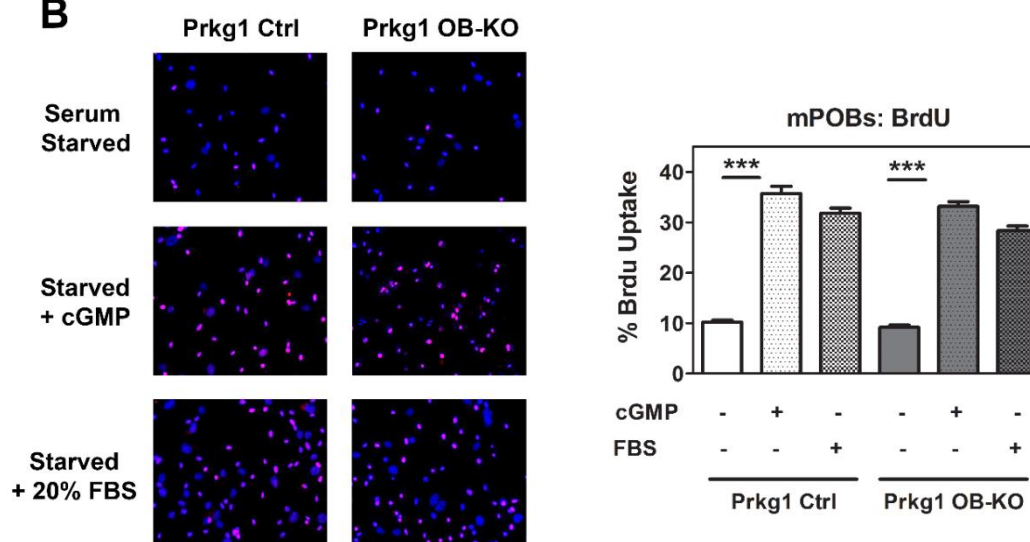 B
Prkg1 Ctrl Prkg1 OB-KO
Serum
Starved
Starved
+ cGMP
Starved
+ 20% FBS
mPOBs: BrdU
% Brdu Uptake
40
30
20
10
0
*** ***
cGMP - + - - + -
FBS - - + - - +
Prkg1 Ctrl Prkg1 OB-KO